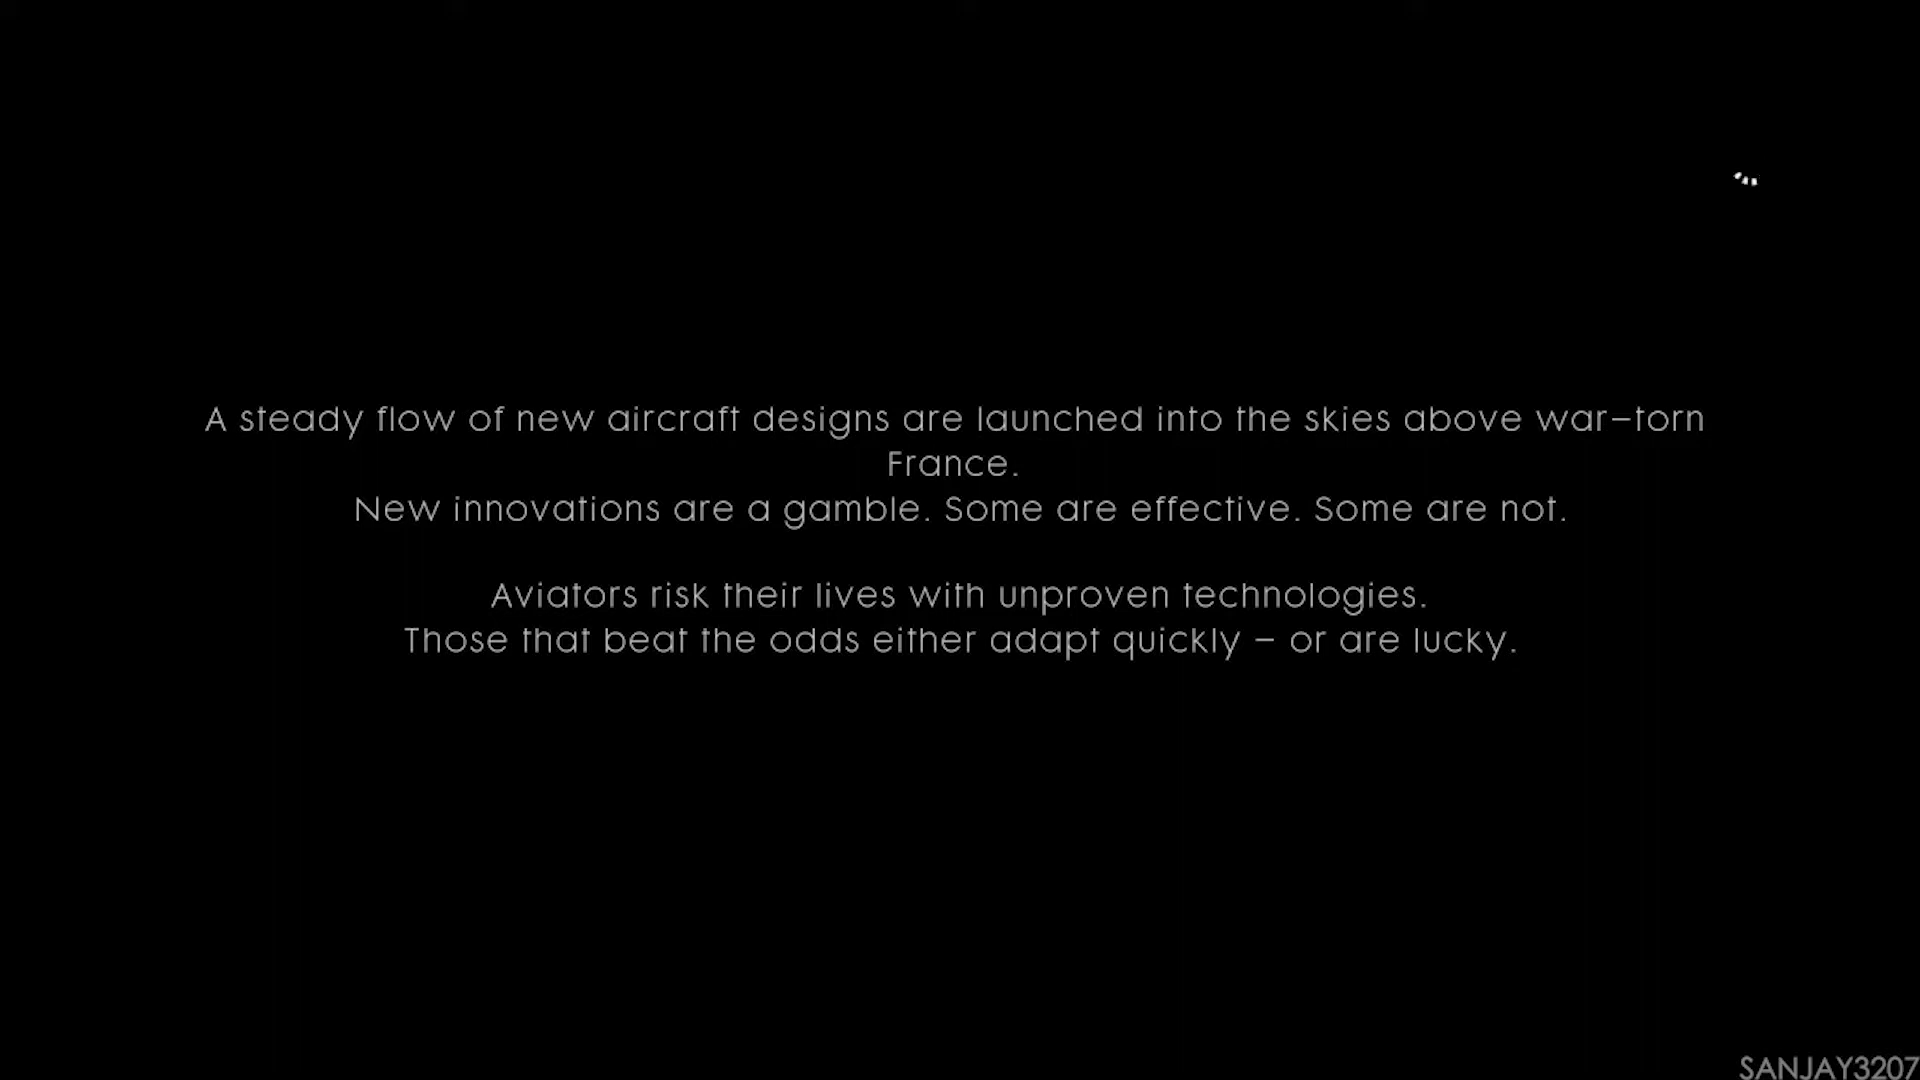 A steady flow of new aircraft designs are launched into the skies above war-torn
France.
New innovations are a gamble. Some are effective. Some are not.
Aviators risk their lives with unproven technologies.
Those that beat the odds either adapt quickly - or are lucky.
SANJAY3207